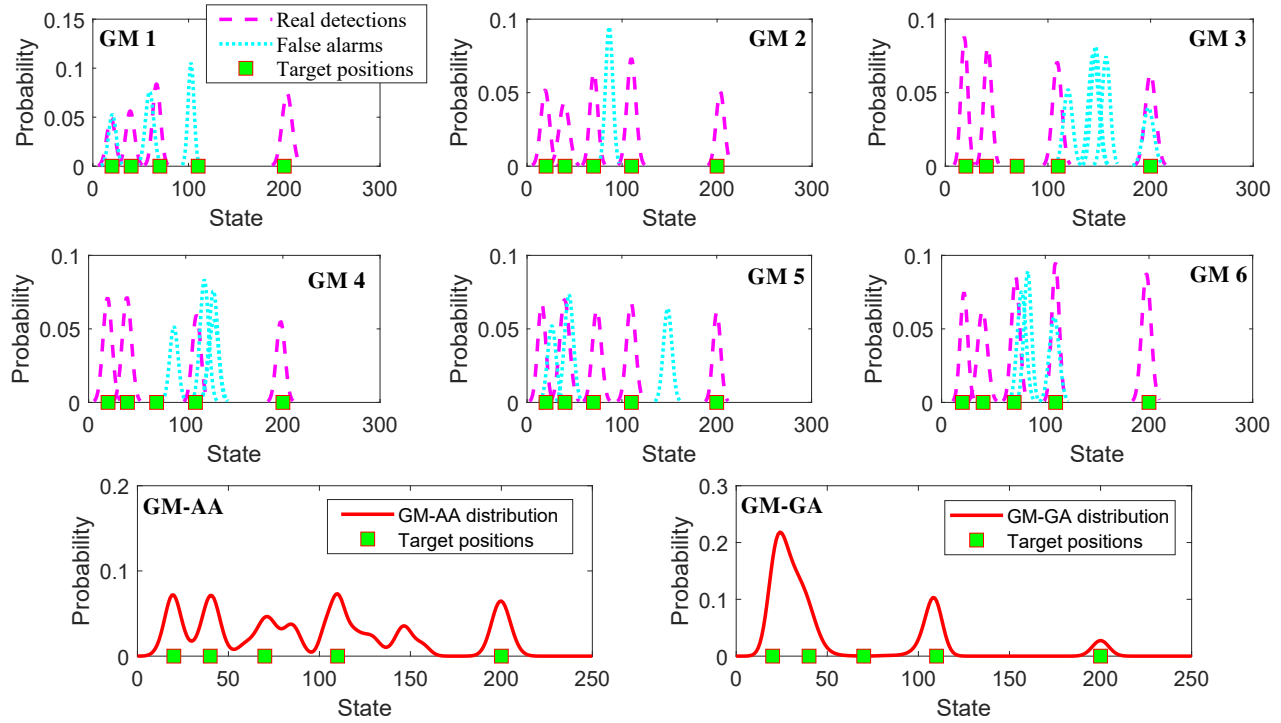 GM 1
Real detections
False alarms
Target positions
Probability
0.15
0.1
0.05
0
0 100 200 300
State
GM 2
Probability
0.1
0.05
0
0 100 200 300
State
GM 3
Probability
0.1
0.05
0
0 100 200 300
State
GM 4
Probability
0.1
0.05
0
0 100 200 300
State
GM 5
Probability
0.1
0.05
0
0 100 200 300
State
GM 6
Probability
0.1
0.05
0
0 100 200 300
State
GM-AA
GM-AA distribution
Target positions
Probability
0.2
0.1
0
0 50 100 150 200 250
State
GM-GA
GM-GA distribution
Target positions
Probability
0.3
0.2
0.1
0
0 50 100 150 200 250
State